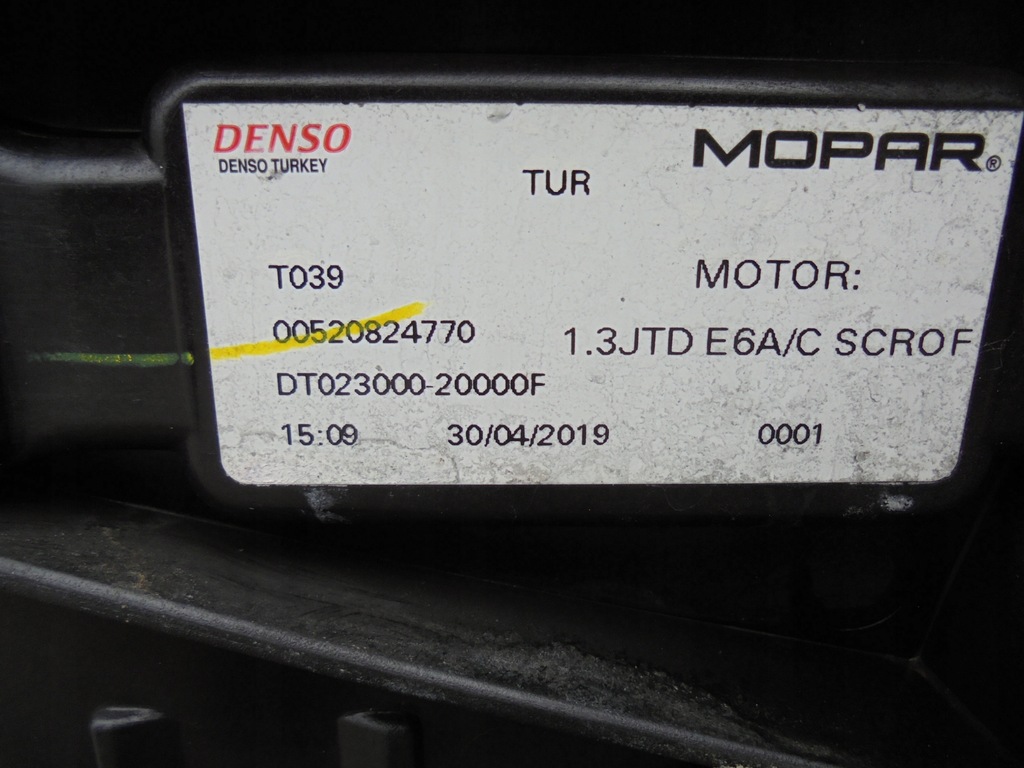 DENSO
DENSO TURKEY
MOPAR®
TUR
T039
MOTOR:
00520824770
1.3JTD E6A/C SCROF
DT023000-20000F
15:09 30/04/2019 0001